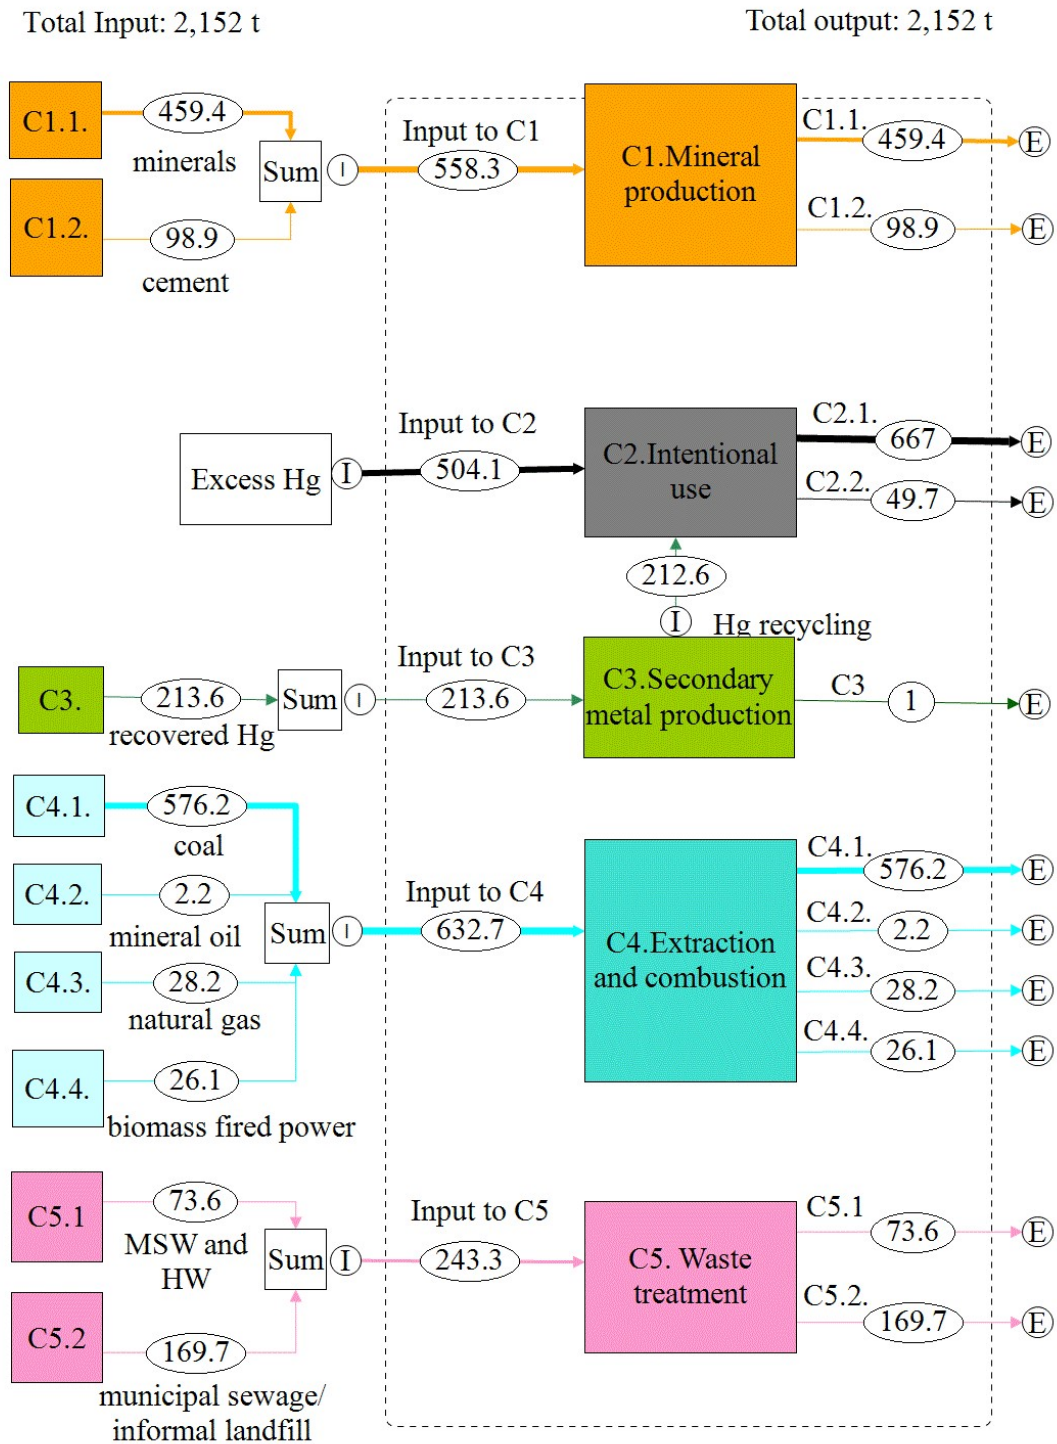 Total Input: 2,152 t
Total output: 2,152 t
C1.1.
459.4
minerals
Sum
I
Input to C1
558.3
C1.Mineral
production
C1.1.
459.4
E
C1.2.
98.9
cement
C1.2.
98.9
E
Excess Hg
I
Input to C2
504.1
C2.Intentional
use
C2.1.
667
E
C2.2.
49.7
E
212.6
I
Hg recycling
C3.
213.6
recovered Hg
Sum
I
Input to C3
213.6
C3.Secondary
metal production
C3
1
E
C4.1.
576.2
coal
C4.2.
2.2
mineral oil
C4.3.
28.2
natural gas
C4.4.
26.1
biomass fired power
Sum
I
Input to C4
632.7
C4.Extraction
and combustion
C4.1.
576.2
E
C4.2.
2.2
E
C4.3.
28.2
E
C4.4.
26.1
E
C5.1
73.6
MSW and
HW
C5.2
169.7
municipal sewage/
informal landfill
Sum
I
Input to C5
243.3
C5. Waste
treatment
C5.1
73.6
E
C5.2.
169.7
E